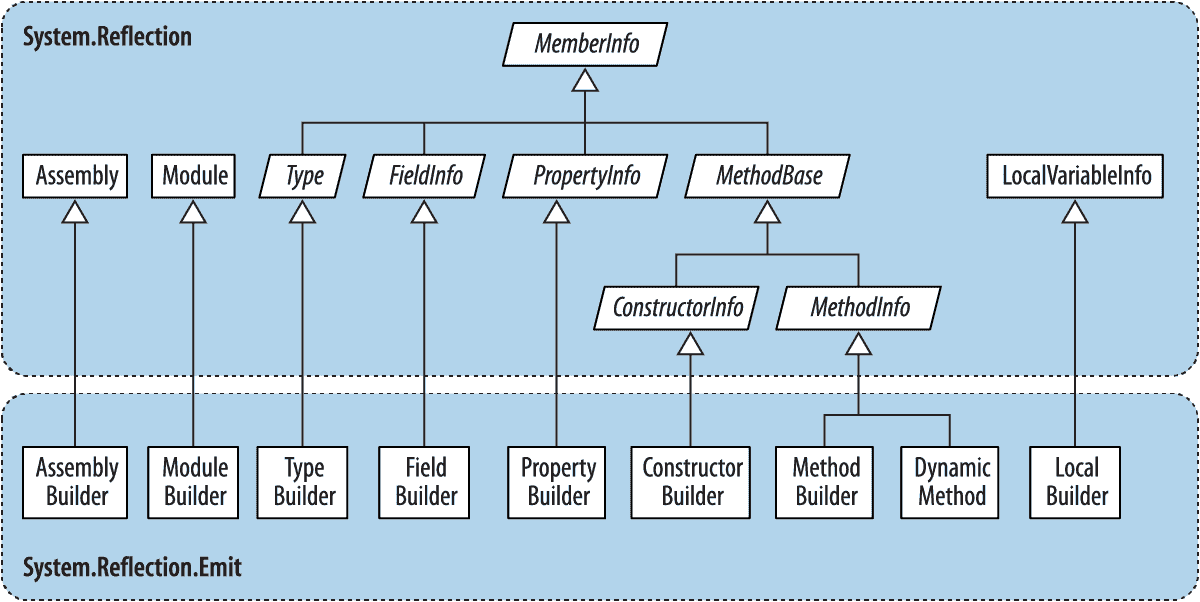 System.Reflection
MemberInfo
Assembly
Module
Type
FieldInfo
PropertyInfo
MethodBase
LocalVariableInfo
ConstructorInfo
MethodInfo
Assembly
Builder
Module
Builder
Type
Builder
Field
Builder
Property
Builder
Constructor
Builder
Method
Builder
Dynamic
Method
Local
Builder
System.Reflection.Emit